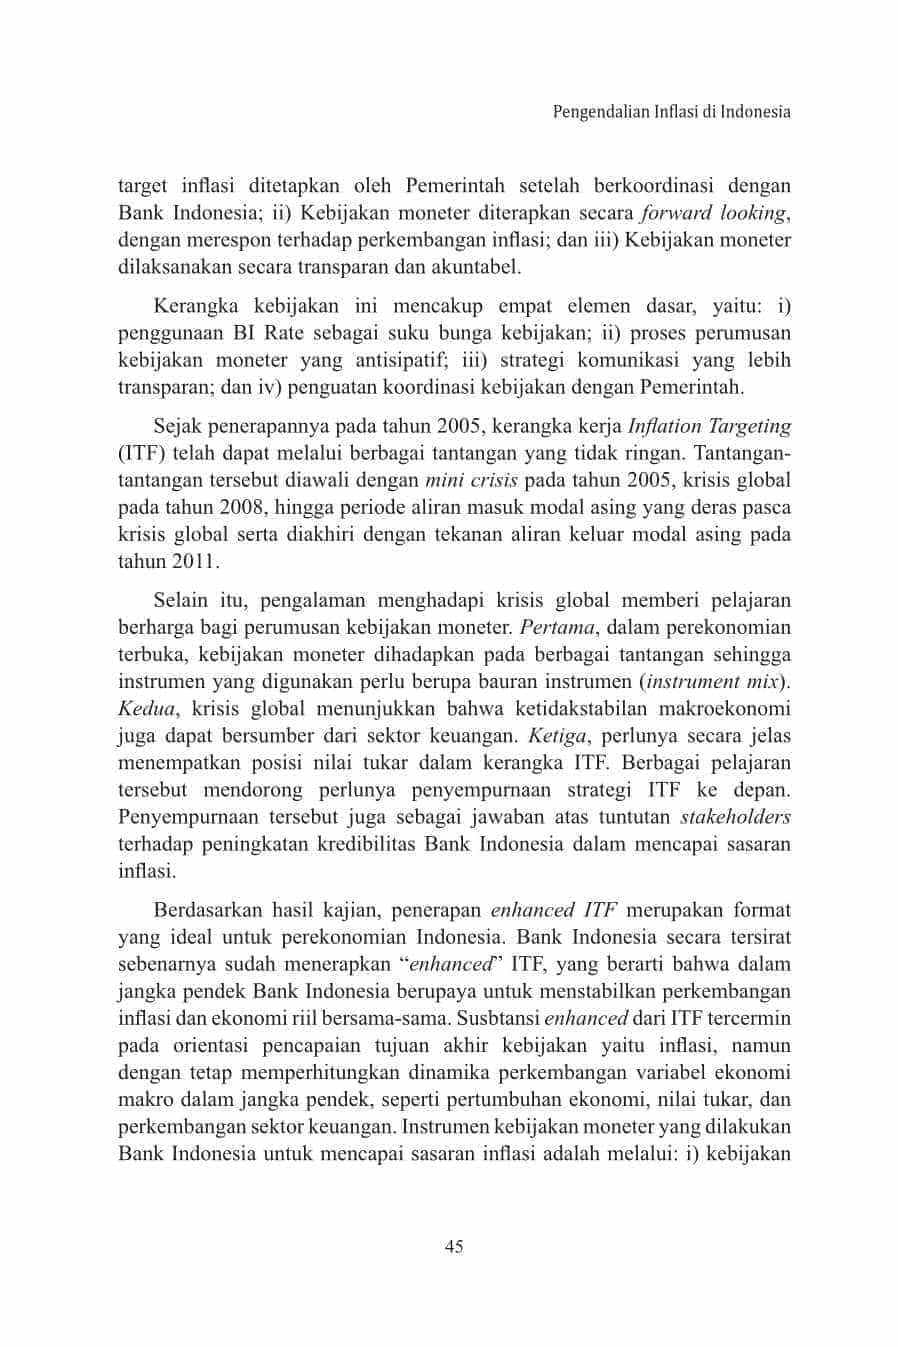 Pengendalian Inflasi di Indonesia
target inflasi ditetapkan oleh Pemerintah setelah berkoordinasi dengan
Bank Indonesia; ii) Kebijakan moneter diterapkan secara forward looking,
dengan merespon terhadap perkembangan inflasi; dan iii) Kebijakan moneter
dilaksanakan secara transparan dan akuntabel.
Kerangka kebijakan ini mencakup empat elemen dasar, yaitu: i)
penggunaan BI Rate sebagai suku bunga kebijakan; ii) proses perumusan
kebijakan moneter yang antisipatif; iii) strategi komunikasi yang lebih
transparan; dan iv) penguatan koordinasi kebijakan dengan Pemerintah.
Sejak penerapannya pada tahun 2005, kerangka kerja Inflation Targeting
(ITF) telah dapat melalui berbagai tantangan yang tidak ringan. Tantangan-
tantangan tersebut diawali dengan mini crisis pada tahun 2005, krisis global
pada tahun 2008, hingga periode aliran masuk modal asing yang deras pasca
krisis global serta diakhiri dengan tekanan aliran keluar modal asing pada
tahun 2011.
Selain itu, pengalaman menghadapi krisis global memberi pelajaran
berharga bagi perumusan kebijakan moneter. Pertama, dalam perekonomian
terbuka, kebijakan moneter dihadapkan pada berbagai tantangan sehingga
instrumen yang digunakan perlu berupa bauran instrumen (instrument mix).
Kedua, krisis global menunjukkan bahwa ketidakstabilan makroekonomi
juga dapat bersumber dari sektor keuangan. Ketiga, perlunya secara jelas
menempatkan posisi nilai tukar dalam kerangka ITF. Berbagai pelajaran
tersebut mendorong perlunya penyempurnaan strategi ITF ke depan.
Penyempurnaan tersebut juga sebagai jawaban atas tuntutan stakeholders
terhadap peningkatan kredibilitas Bank Indonesia dalam mencapai sasaran
inflasi.
Berdasarkan hasil kajian, penerapan enhanced ITF merupakan format
yang ideal untuk perekonomian Indonesia. Bank Indonesia secara tersirat
sebenarnya sudah menerapkan “enhanced” ITF, yang berarti bahwa dalam
jangka pendek Bank Indonesia berupaya untuk menstabilkan perkembangan
inflasi dan ekonomi riil bersama-sama. Susbtansi enhanced dari ITF tercermin
pada orientasi pencapaian tujuan akhir kebijakan yaitu inflasi, namun
dengan tetap memperhitungkan dinamika perkembangan variabel ekonomi
makro dalam jangka pendek, seperti pertumbuhan ekonomi, nilai tukar, dan
perkembangan sektor keuangan. Instrumen kebijakan moneter yang dilakukan
Bank Indonesia untuk mencapai sasaran inflasi adalah melalui: i) kebijakan
45